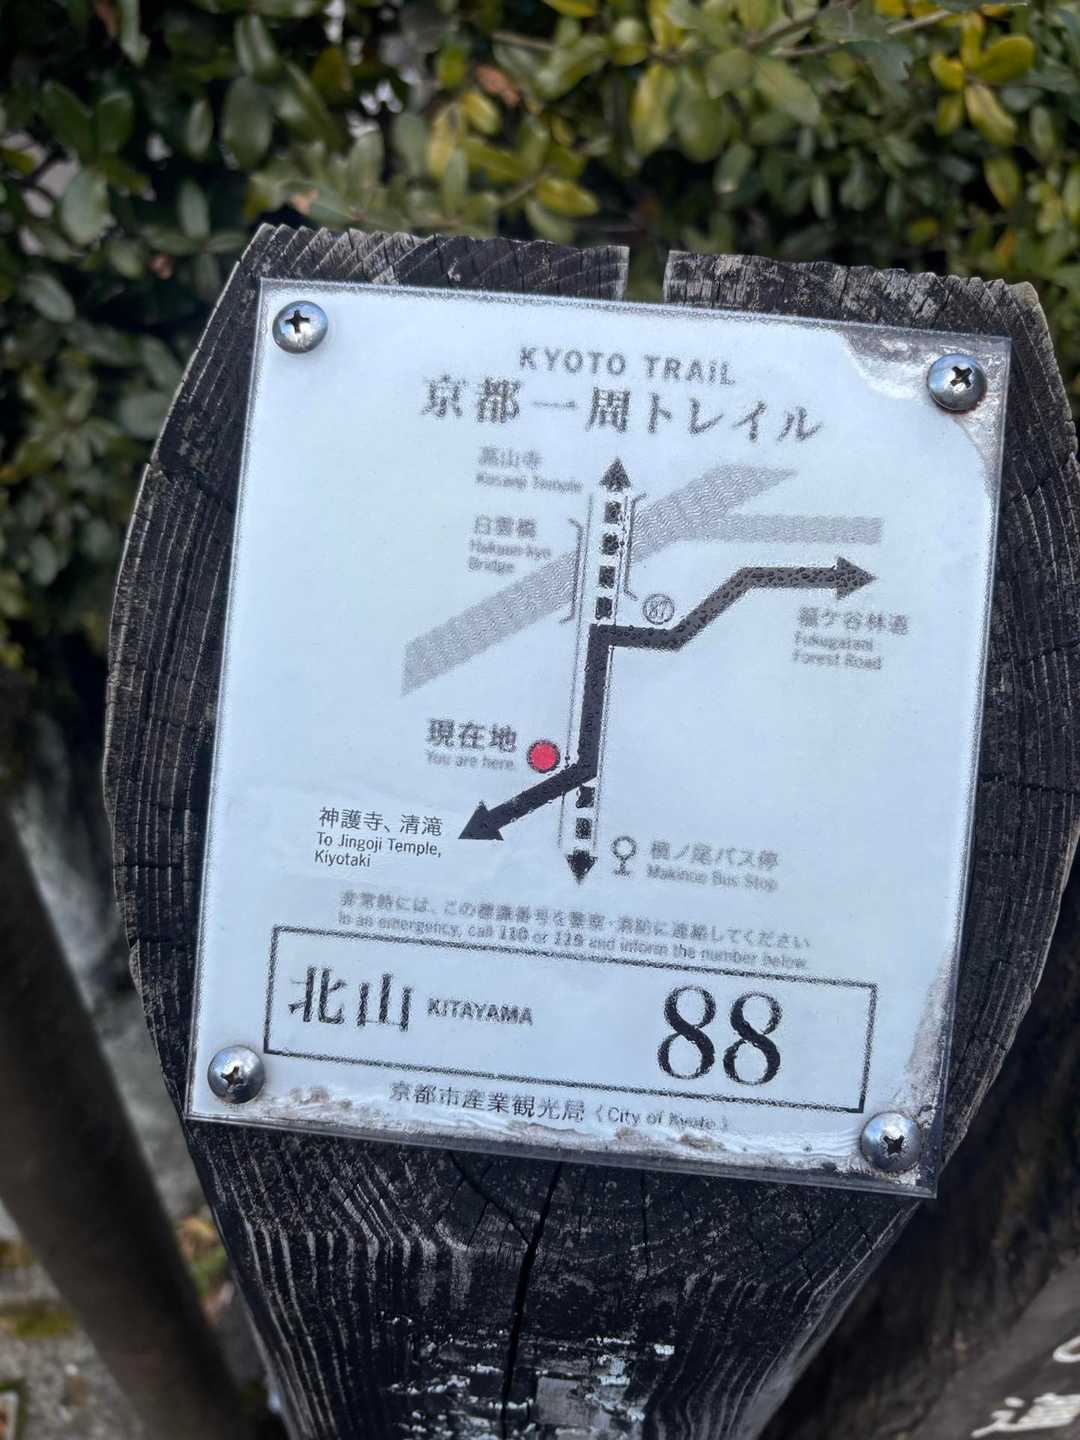 KYOTO TRAIL
京都一周トレイル
高山寺
Kosanji Temple
白雲橋
Hakuun-kyo
Bridge
87
福ケ谷林道
Fukugatani
Forest Road
現在地
You are here.
神護寺、清滝
To Jingoji Temple,
Kiyotaki
槇ノ尾バス停
Makinoo Bus Stop
非常時には、この標識番号を警察・消防に連絡してください
In an emergency, call 110 or 119 and inform the number below.
北山 KITAYAMA 88
京都市産業観光局（City of Kyoto）
道